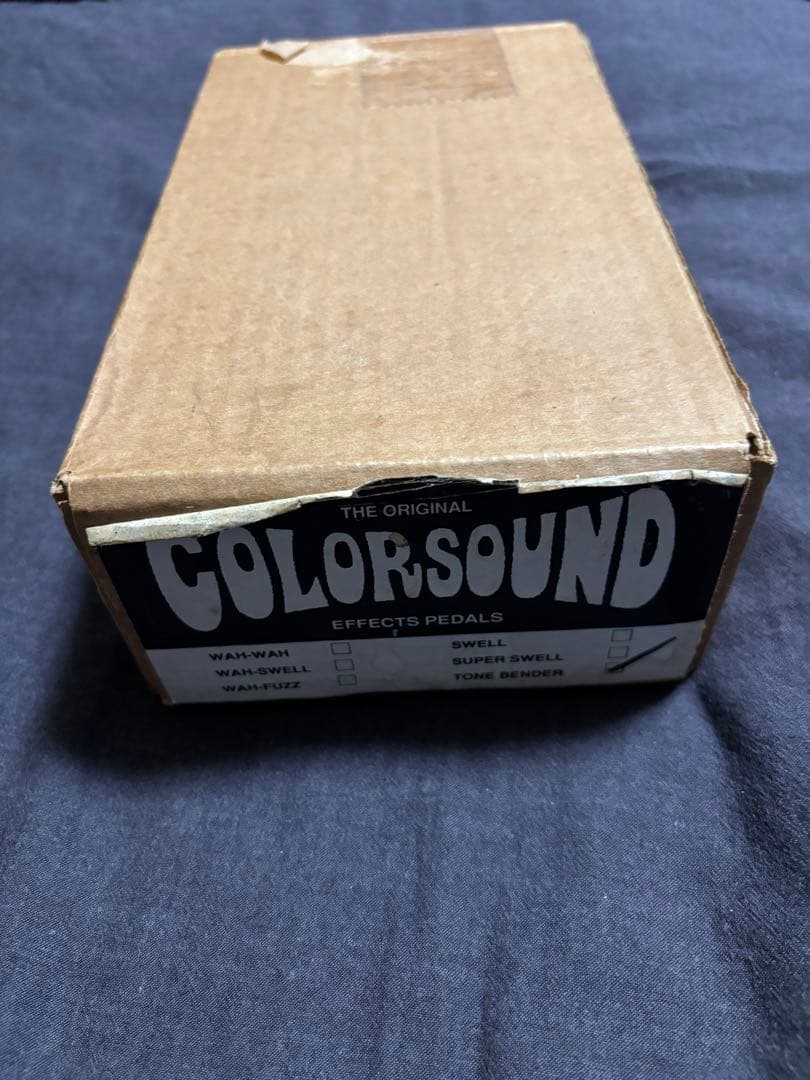 THE ORIGINAL
COLORSOUND
EFFECTS PEDALS
WAH-WAH
WAH-SWELL
WAH-FUZZ
SWELL
SUPER SWELL
TONE BENDER